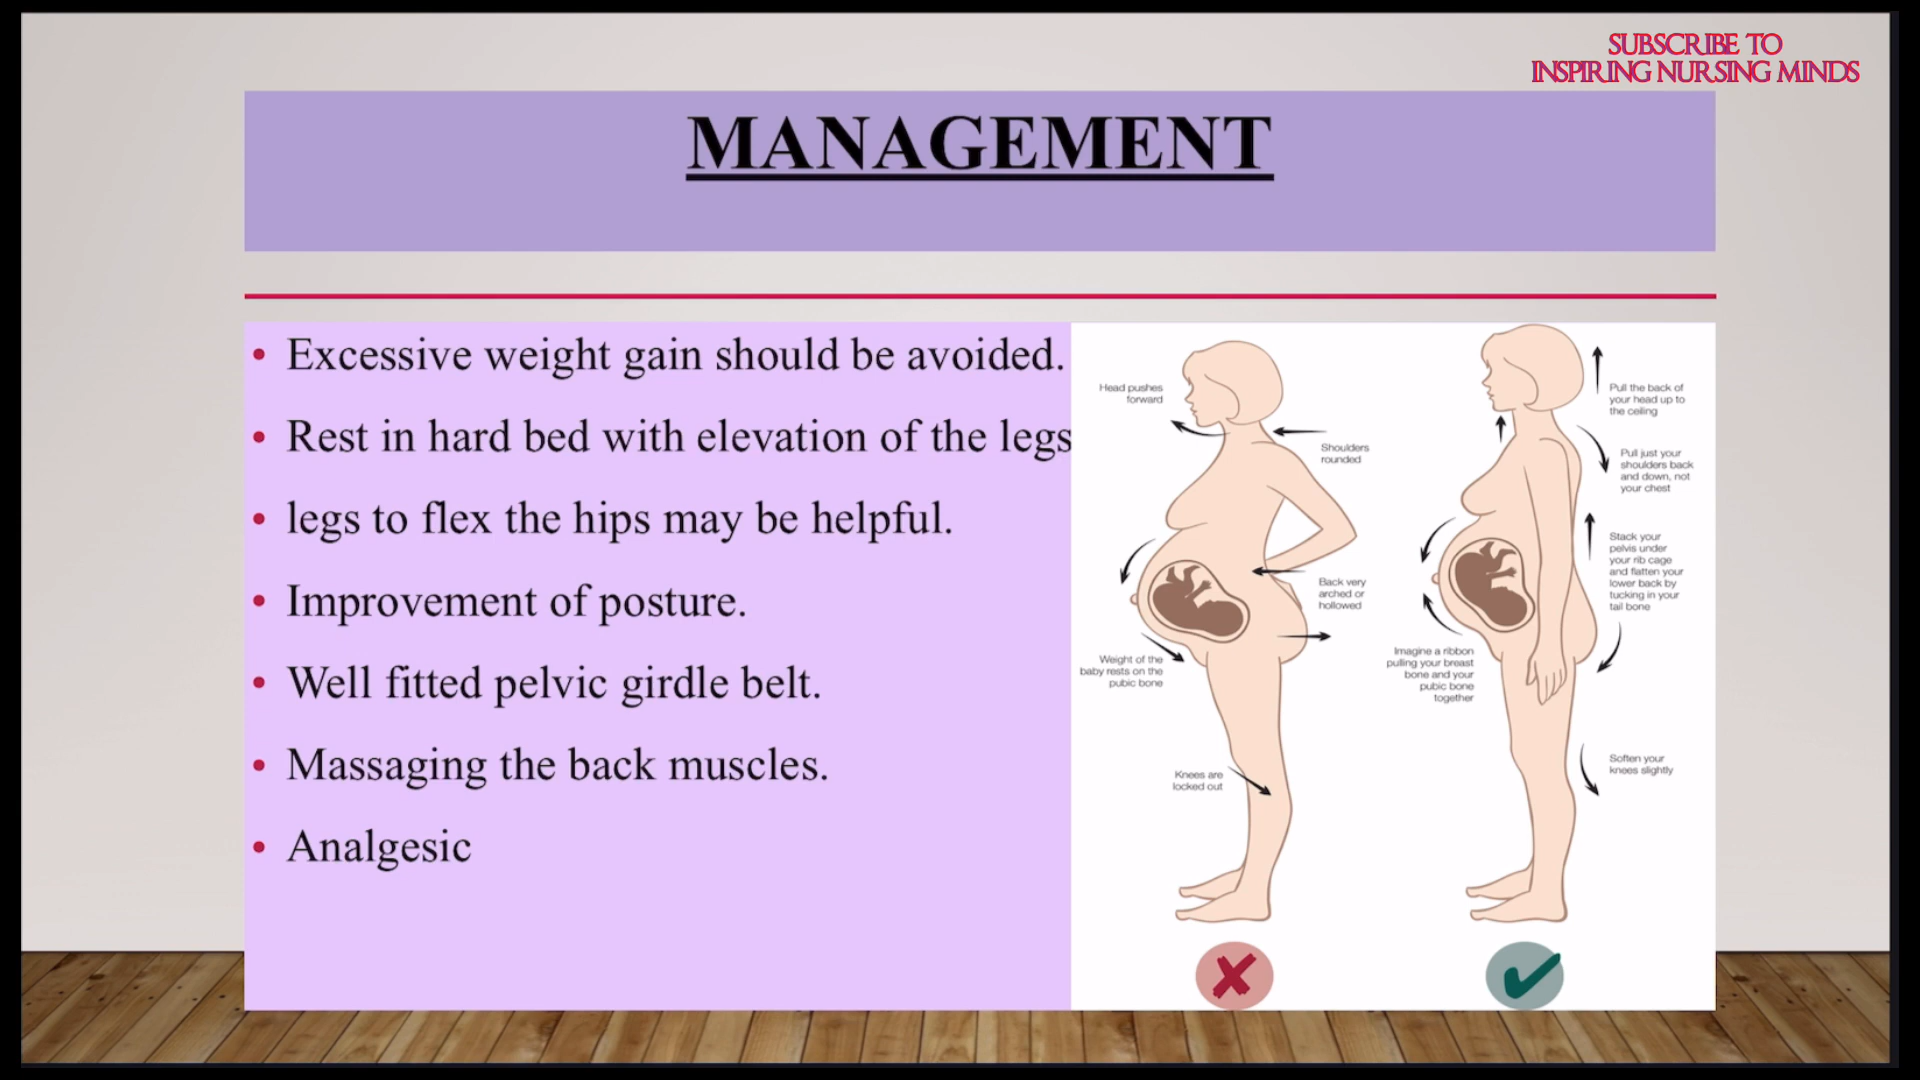 SUBSCRIBE TO
INSPIRING NURSING MINDS
MANAGEMENT
• Excessive weight gain should be avoided.
• Rest in hard bed with elevation of the legs
• legs to flex the hips may be helpful.
• Improvement of posture.
• Well fitted pelvic girdle belt.
• Massaging the back muscles.
• Analgesic
Head pushes
forward
Shoulders
rounded
Back very
arched or
hollowed
Weight of the
baby rests on the
pubic bone
Knees are
locked out
Pull the back of
your head up to
the ceiling
Pull just your
shoulders back
and down, not
your chest
Stack your
pelvis under
your rib cage
and flatten your
lower back by
tucking in your
tail bone
Imagine a ribbon
pulling your breast
bone and your
pubic bone
together
Soften your
knees slightly